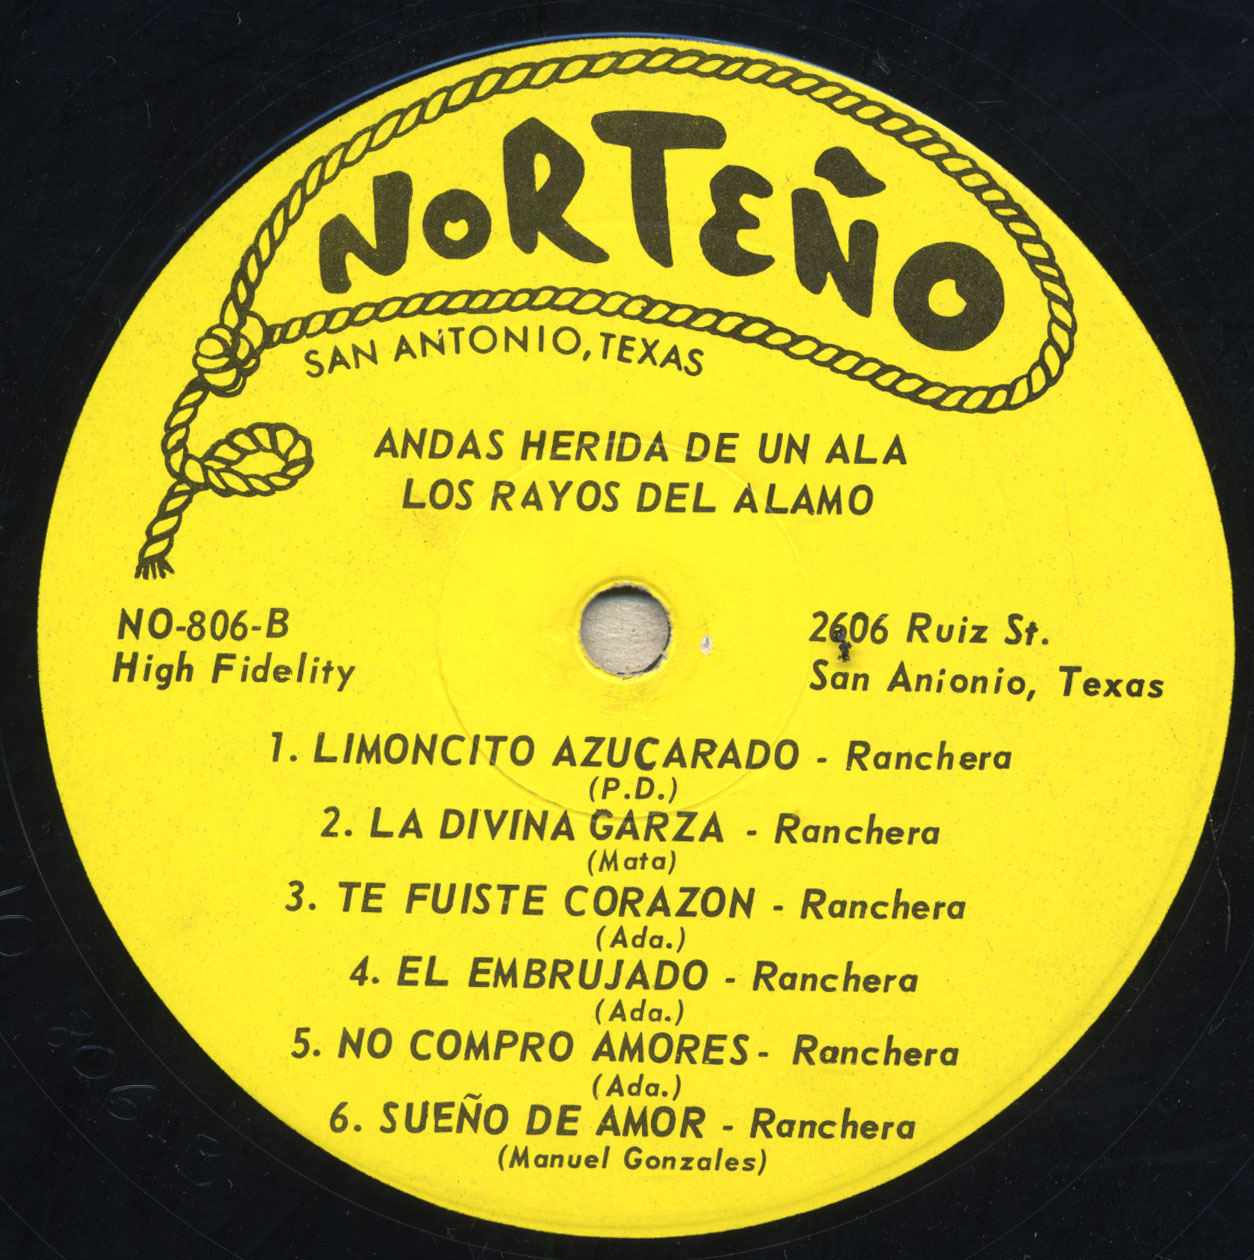 NORTEÑO
SAN ANTONIO, TEXAS
ANDAS HERIDA DE UN ALA
LOS RAYOS DEL ALAMO
NO-806-B
High Fidelity
2606 Ruiz St.
San Anionio, Texas
1. LIMONCITO AZUCARADO - Ranchera
(P.D.)
2. LA DIVINA GARZA - Ranchera
(Mata)
3. TE FUISTE CORAZON - Ranchera
(Ada.)
4. EL EMBRUJADO - Ranchera
(Ada.)
5. NO COMPRO AMORES - Ranchera
(Ada.)
6. SUEÑO DE AMOR - Ranchera
(Manuel Gonzales)